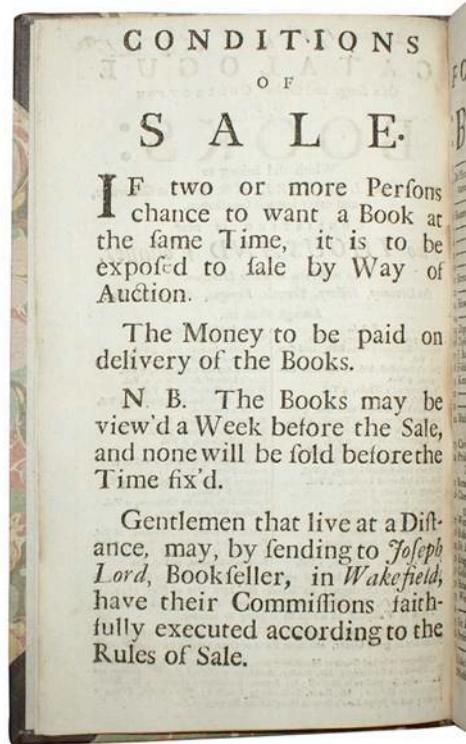 CONDITIONS
OF
SALE.
IF two or more Perſons
chance to want a Book at
the ſame Time, it is to be
expoſed to ſale by Way of
Auction.
The Money to be paid on
delivery of the Books.
N. B. The Books may be
view'd a Week before the Sale,
and none will be ſold before the
Time fix'd.
Gentlemen that live at a Diſt-
ance, may, by ſending to Joſeph
Lord, Bookſeller, in Wakefield,
have their Commiſſions faith-
fully executed according to the
Rules of Sale.